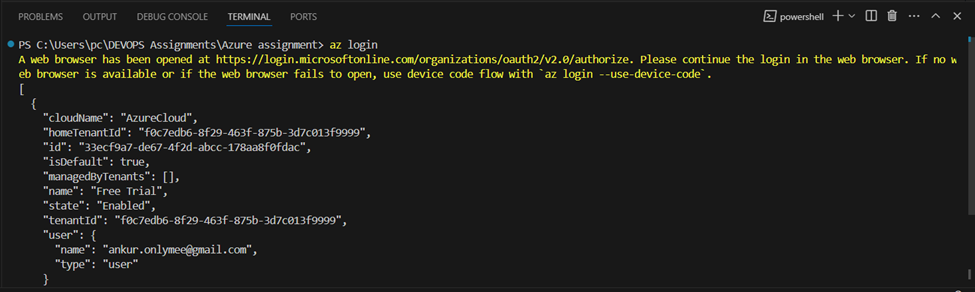 PROBLEMS OUTPUT DEBUG CONSOLE TERMINAL PORTS powershell
PS C:\Users\pc\DEVOPS Assignments\Azure assignment> az login
A web browser has been opened at https://login.microsoftonline.com/organizations/oauth2/v2.0/authorize. Please continue the login in the web browser. If no w
eb browser is available or if the web browser fails to open, use device code flow with `az login --use-device-code`.
[
{
"cloudName": "AzureCloud",
"homeTenantId": "f0c7edb6-8f29-463f-875b-3d7c013f9999",
"id": "33ecf9a7-de67-4f2d-abcc-178aa8f0fdac",
"isDefault": true,
"managedByTenants": [],
"name": "Free Trial",
"state": "Enabled",
"tenantId": "f0c7edb6-8f29-463f-875b-3d7c013f9999",
"user": {
"name": "ankur.onlymee@gmail.com",
"type": "user"
}